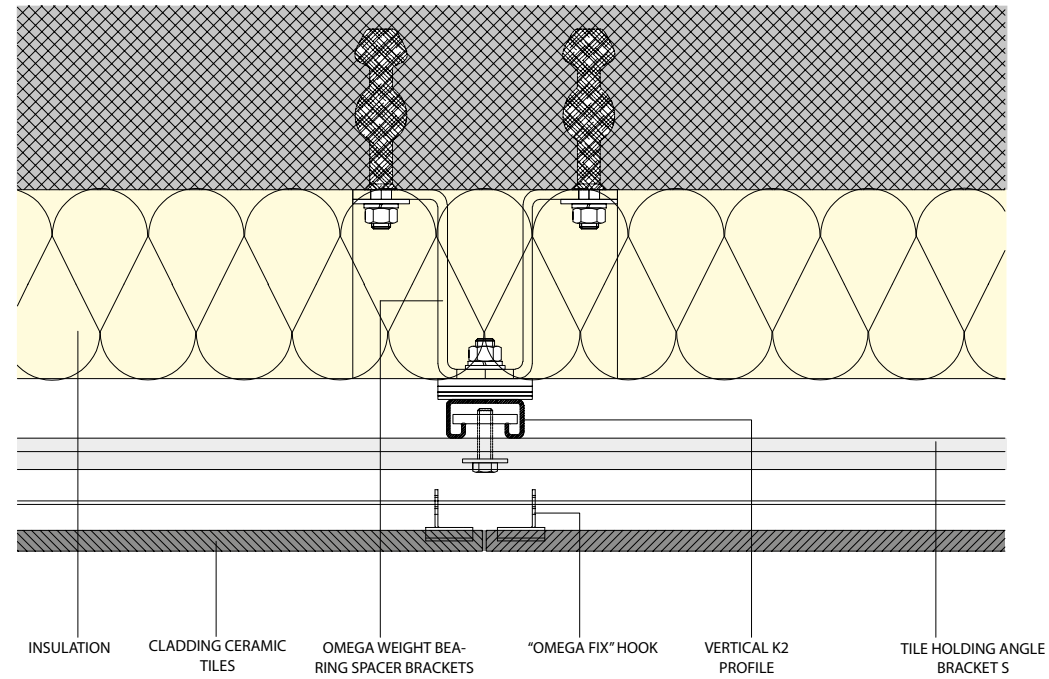 INSULATION
CLADDING CERAMIC
TILES
OMEGA WEIGHT BEA-
RING SPACER BRACKETS
“OMEGA FIX” HOOK
VERTICAL K2
PROFILE
TILE HOLDING ANGLE
BRACKET S